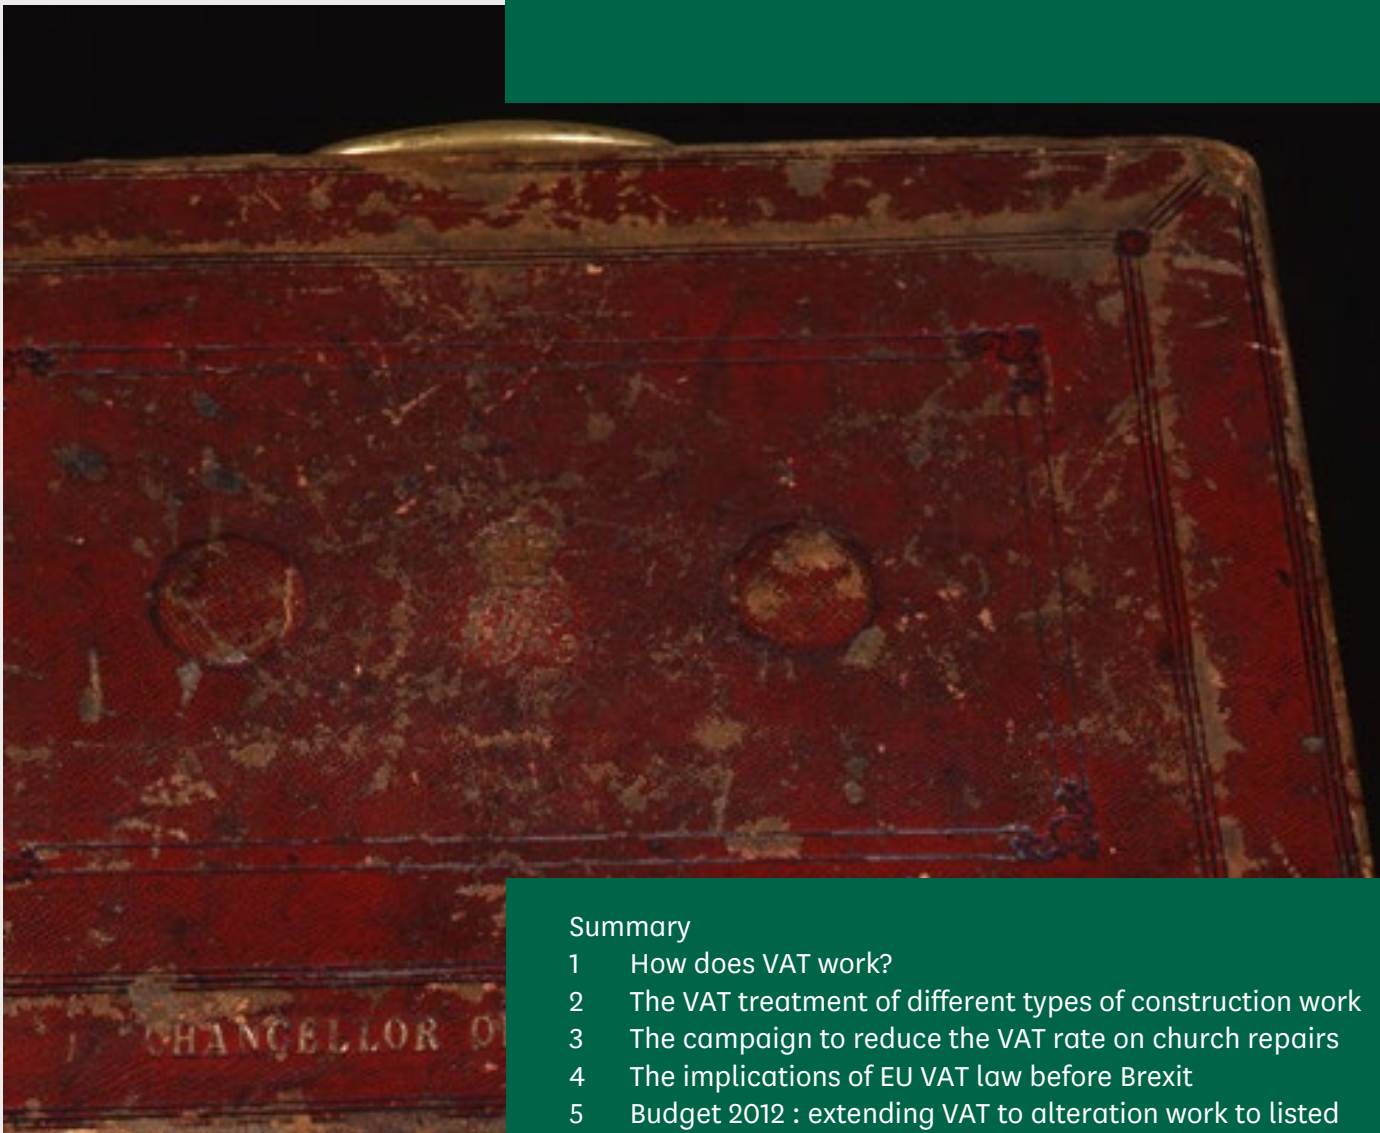 CHANCELLOR O
Summary
1 How does VAT work?
2 The VAT treatment of different types of construction work
3 The campaign to reduce the VAT rate on church repairs
4 The implications of EU VAT law before Brexit
5 Budget 2012 : extending VAT to alteration work to listed